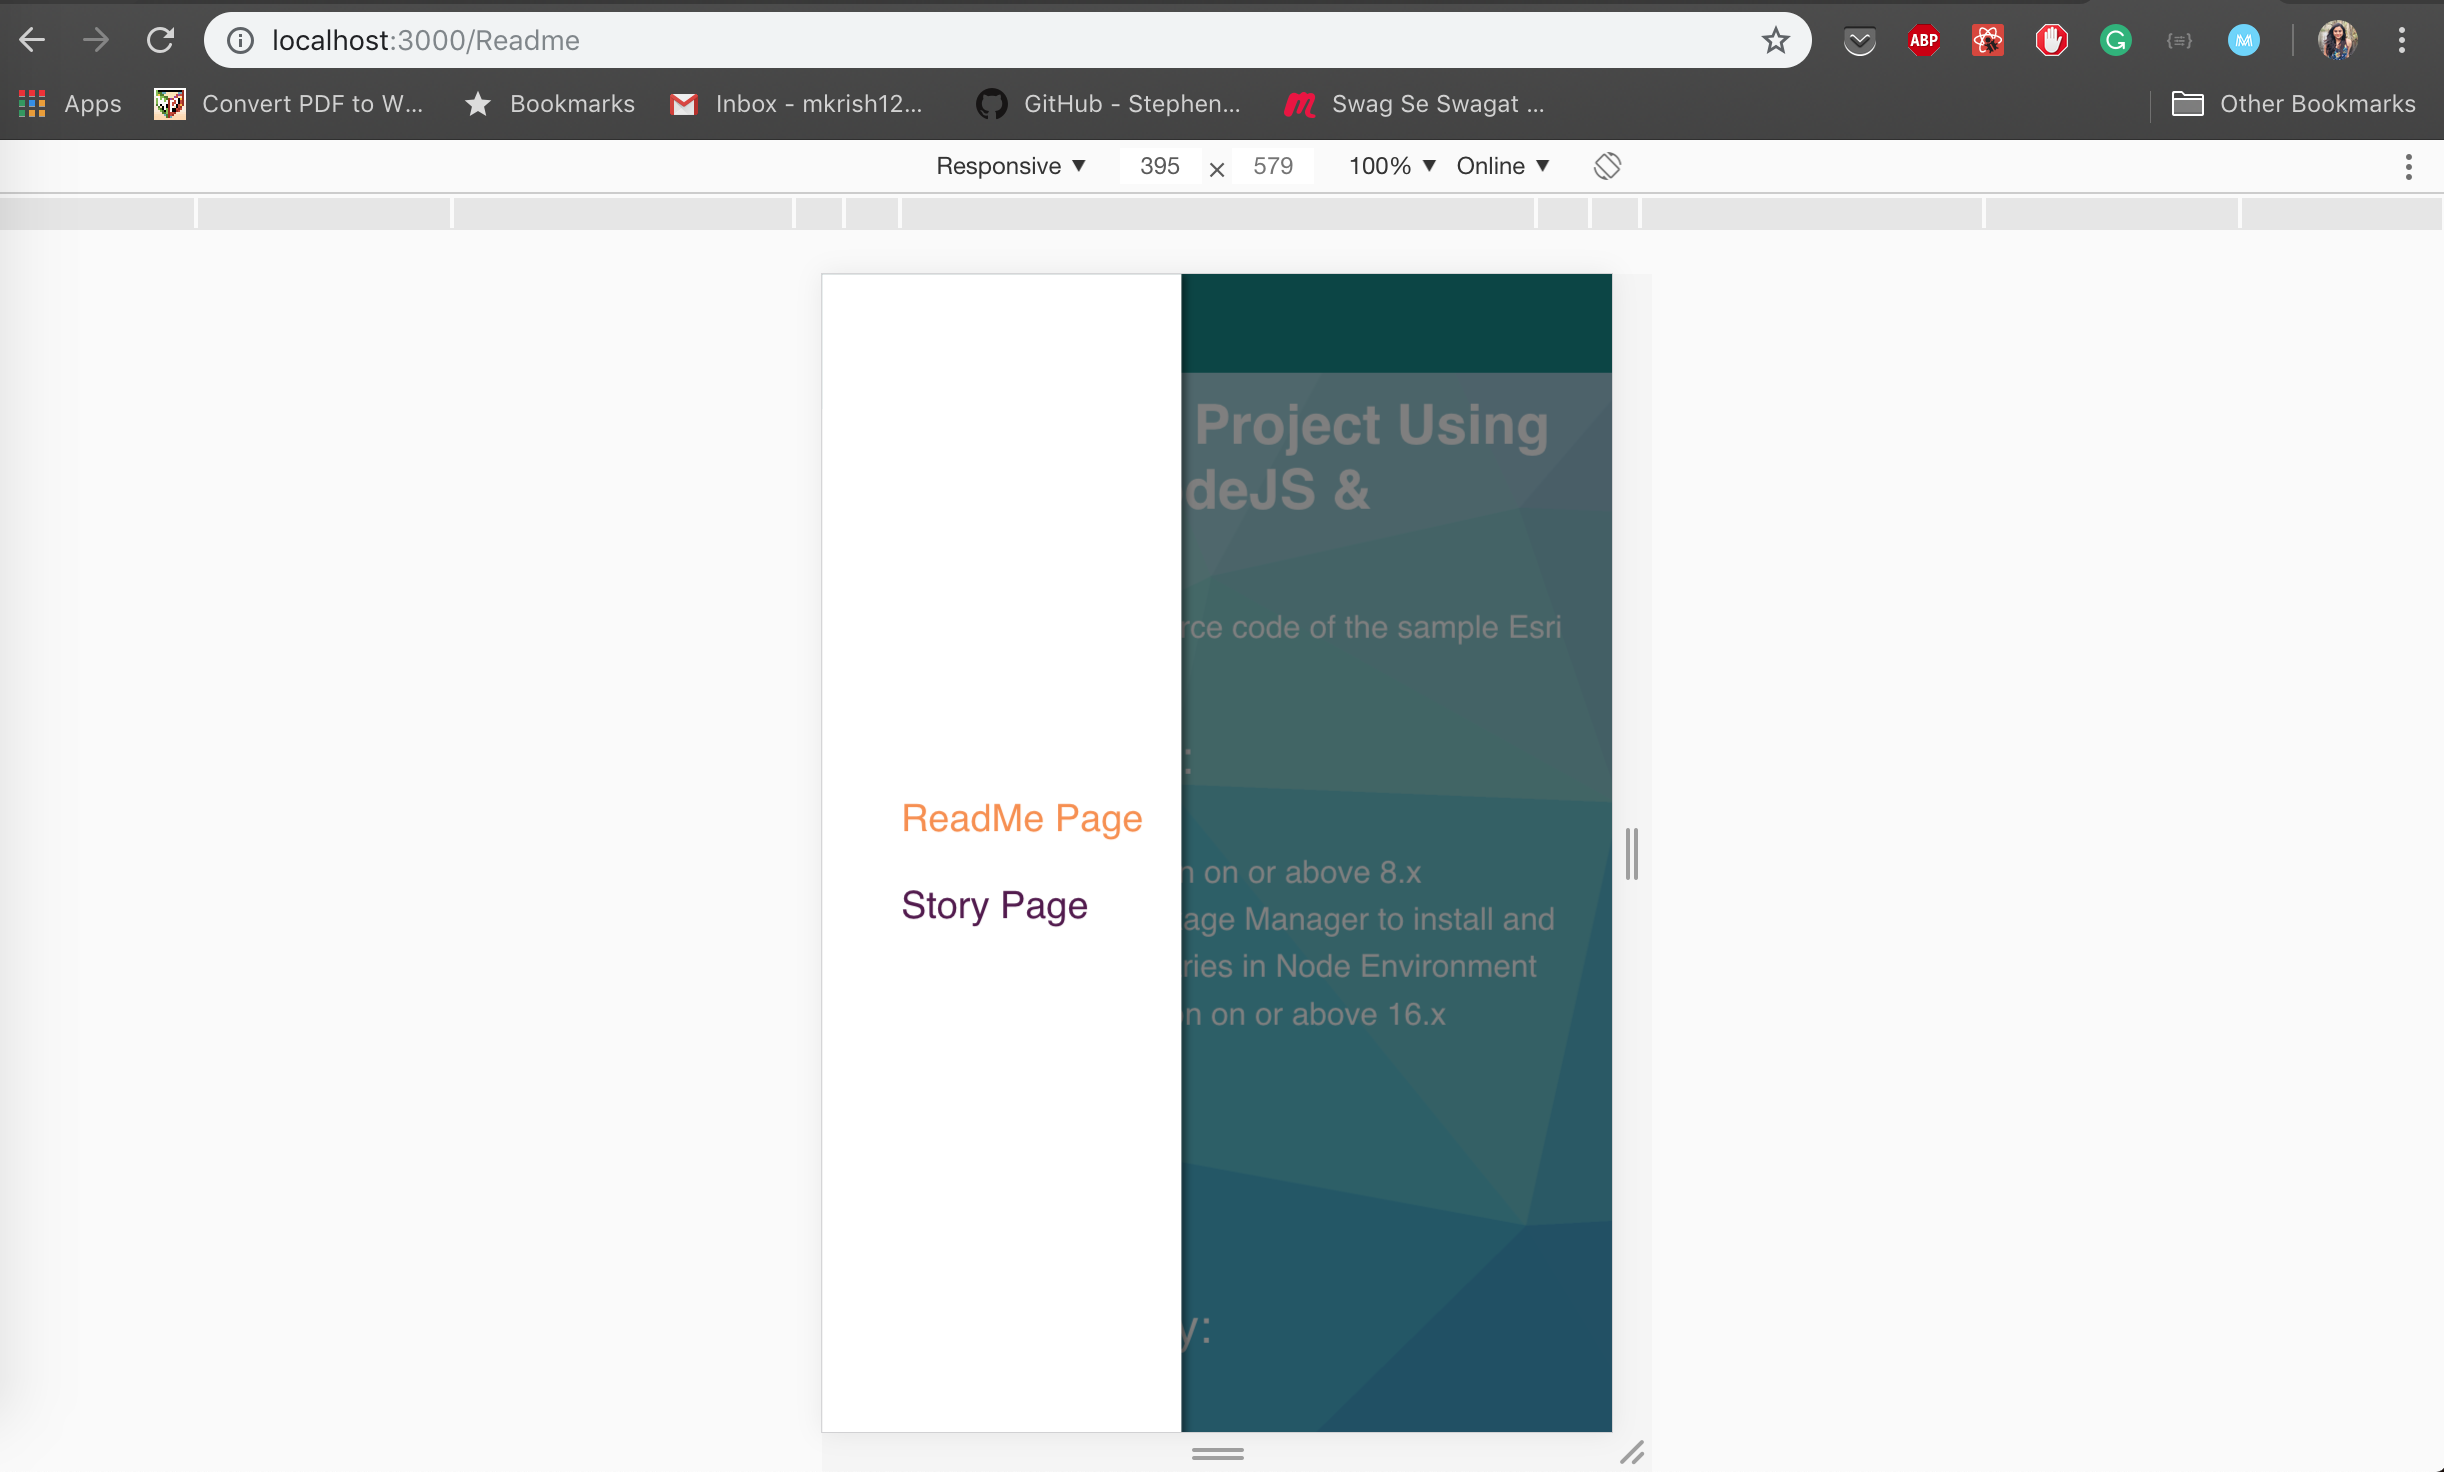 localhost:3000/Readme
ABP
Apps
Convert PDF to W...
Bookmarks
Inbox - mkrish12...
GitHub - Stephen...
Swag Se Swagat ...
Other Bookmarks
Responsive ▼ 395 × 579 100% ▼ Online ▼
Project Using
deJS &
rce code of the sample Esri
:
ReadMe Page
n on or above 8.x
Story Page
age Manager to install and
ries in Node Environment
n on or above 16.x
y: